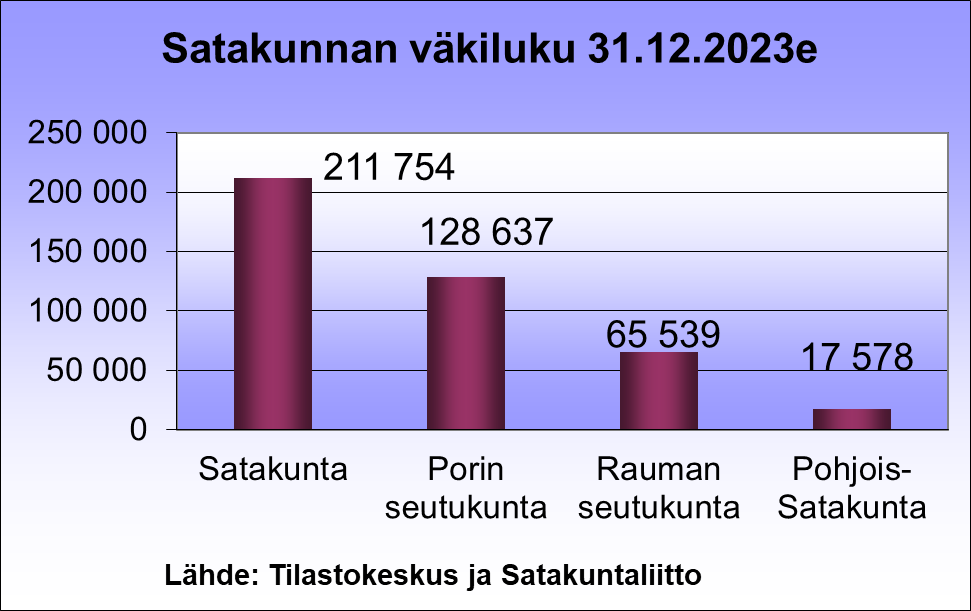 Satakunnan väkiluku 31.12.2023e
250 000
200 000
150 000
100 000
50 000
0
211 754
128 637
65 539
17 578
Satakunta
Porin
seutukunta
Rauman
seutukunta
Pohjois-
Satakunta
Lähde: Tilastokeskus ja Satakuntaliitto